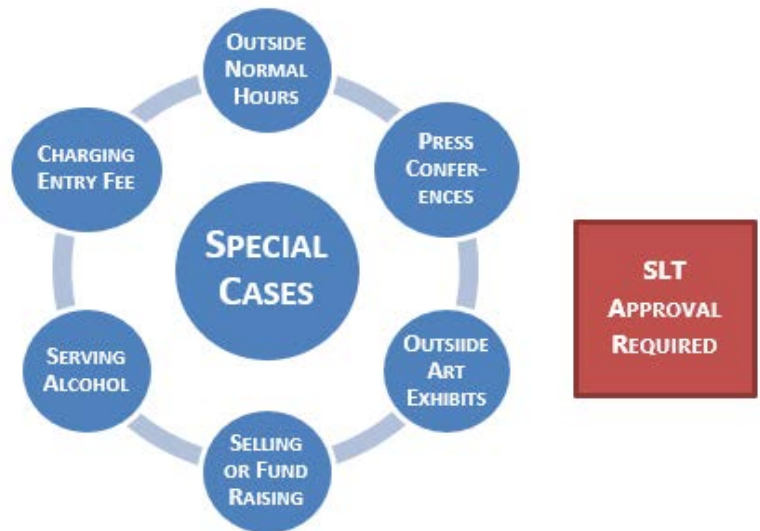 OUTSIDE
NORMAL
HOURS
PRESS
CONFER-
ENCES
OUTSIIDE
ART
EXHIBITS
SELLING
OR FUND
RAISING
SERVING
ALCOHOL
CHARGING
ENTRY FEE
SPECIAL
CASES
SLT
APPROVAL
REQUIRED